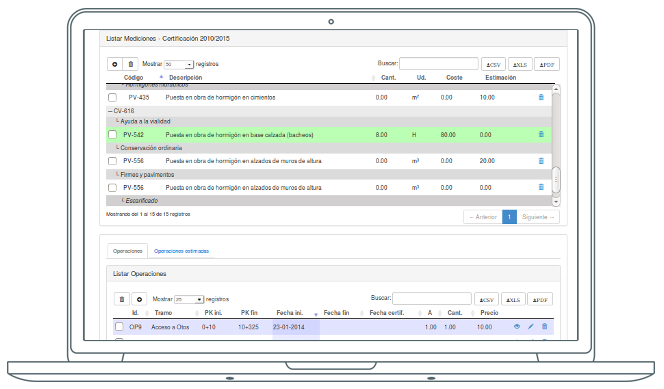 Listar Mediciones - Certificación 2010/2015
Mostrar 50 registros Buscar: CSV XLS PDF
Código Descripción Cant. Ud. Coste Estimación
Hormigones hidráulicos
PV-435 Puesta en obra de hormigón en cimientos 0.00 m³ 0.00 10.00
CV-616
Ayuda a la validad
PV-542 Puesta en obra de hormigón en base calzada (bacheos) 8.00 H 80.00 0.00
Conservación ordinaria
PV-556 Puesta en obra de hormigón en alzados de muros de altura 0.00 m³ 0.00 20.00
Firmes y pavimentos
PV-556 Puesta en obra de hormigón en alzados de muros de altura 0.00 m³ 0.00 0.00
Escarificado
Mostrando del 1 al 15 de 15 registros ← Anterior 1 Siguiente →
Operaciones Operaciones estimadas
Listar Operaciones
Mostrar 25 registros Buscar: CSV XLS PDF
Id. Tramo PK ini. PK fin Fecha ini. Fecha fin Fecha certif. A Cant. Precio
OP9 Acceso a Otos 0+10 10+325 23-01-2014 1.00 1.00 10.00